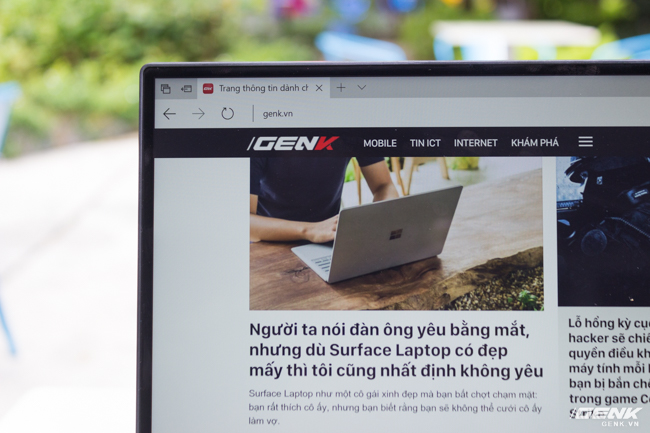 Trang thông tin dành ch
genk.vn
GENK
MOBILE TIN ICT INTERNET KHÁM PHÁ
Người ta nói đàn ông yêu bằng mắt,
nhưng dù Surface Laptop có đẹp
mấy thì tôi cũng nhất định không yêu
Surface Laptop như một cô gái xinh đẹp mà bạn bất chợt chạm mặt:
bạn rất thích cô ấy, nhưng bạn biết rằng bạn sẽ không thể cưới cô ấy
làm vợ.
Lỗ hổng kỳ cục
hacker sẽ chiế
quyền điều kh
máy tính mỗi l
bạn bị bắn chế
trong game Co
GENK
GENK.VN